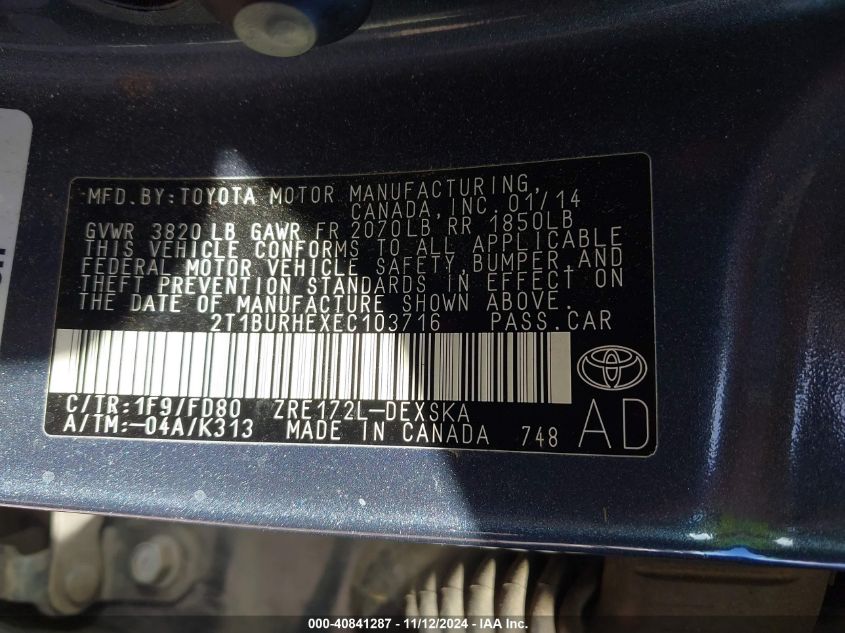 MFD.BY:TOYOTA MOTOR MANUFACTURING,
CANADA, INC. 01/14
GVWR 3820 LB GAWR FR 2070LB RR 1850LB
THIS VEHICLE CONFORMS TO ALL APPLICABLE
FEDERAL MOTOR VEHICLE SAFETY, BUMPER, AND
THEFT PREVENTION STANDARDS IN EFFECT ON
THE DATE OF MANUFACTURE SHOWN ABOVE.
2T1BURHEXEC103716 PASS.CAR
C/TR:1F9/FD80 ZRE172L-DEXSKA
A/TM:-04A/K313 MADE IN CANADA 748
AD
000-40841287 - 11/12/2024 - IAA Inc.